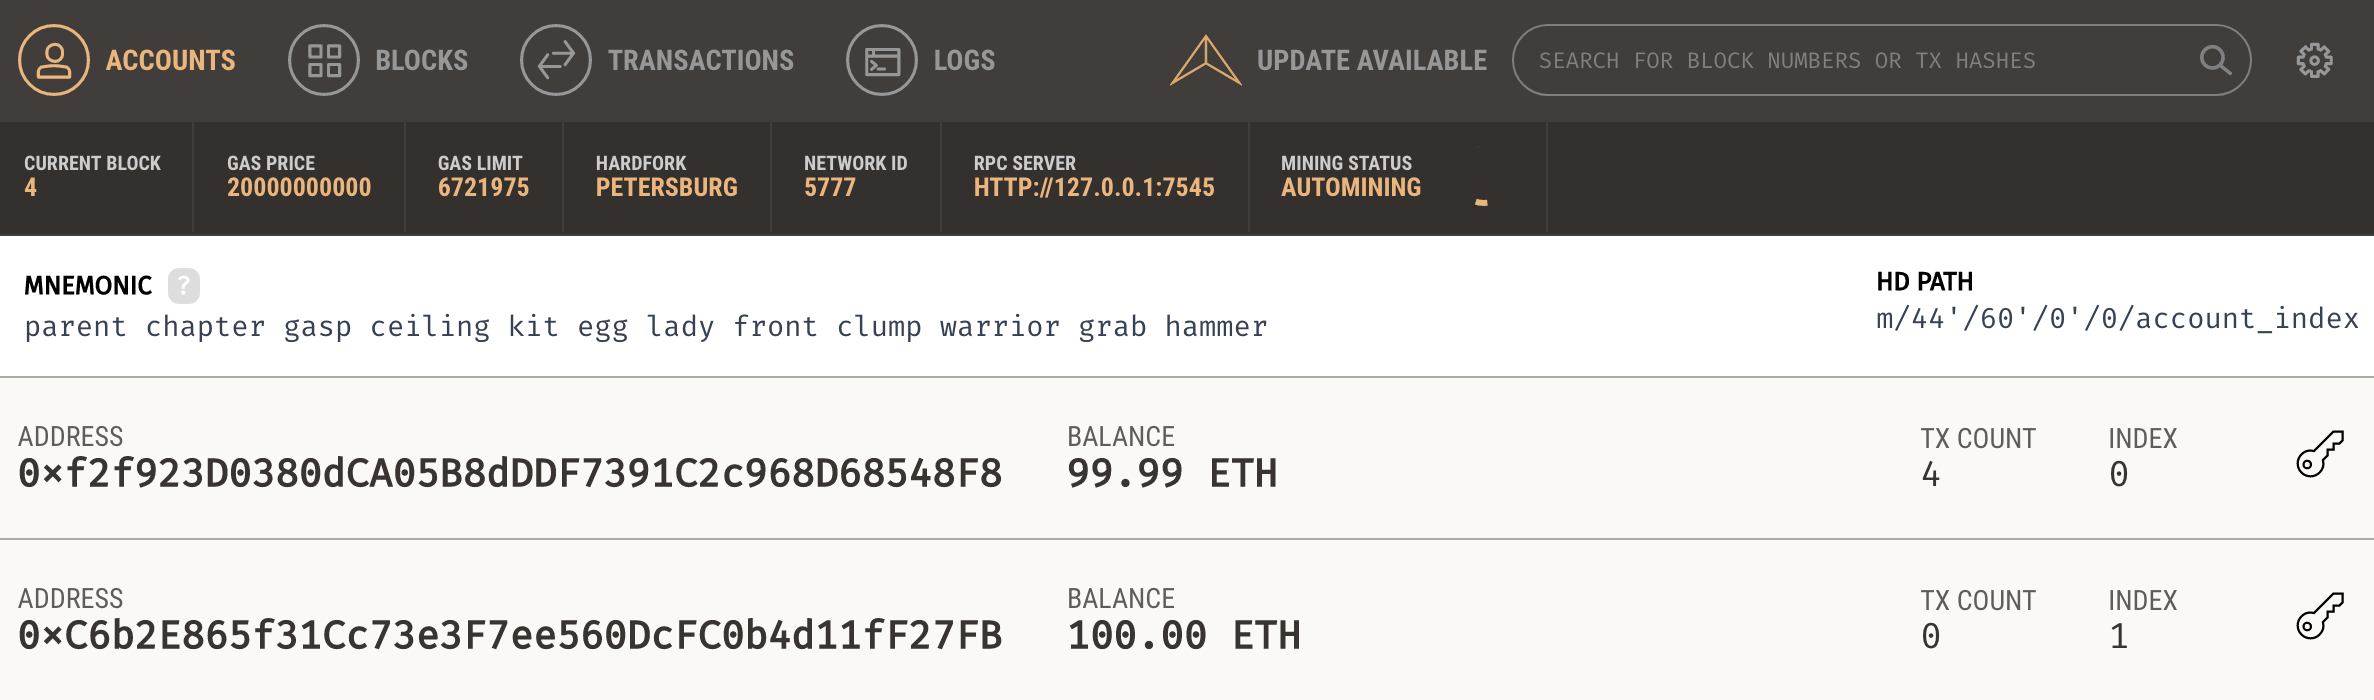 ACCOUNTS BLOCKS TRANSACTIONS LOGS UPDATE AVAILABLE SEARCH FOR BLOCK NUMBERS OR TX HASHES
CURRENT BLOCK GAS PRICE GAS LIMIT HARDFORK NETWORK ID RPC SERVER MINING STATUS
4 20000000000 6721975 PETERSBURG 5777 HTTP://127.0.0.1:7545 AUTOMINING
MNEMONIC ? HD PATH
parent chapter gasp ceiling kit egg lady front clump warrior grab hammer m/44'/60'/0'/0/account_index
ADDRESS BALANCE TX COUNT INDEX
0xf2f923D0380dCA05B8dDDF7391C2c968D68548F8 99.99 ETH 4 0
ADDRESS BALANCE TX COUNT INDEX
0xC6b2E865f31Cc73e3F7ee560DcFC0b4d11fF27FB 100.00 ETH 0 1